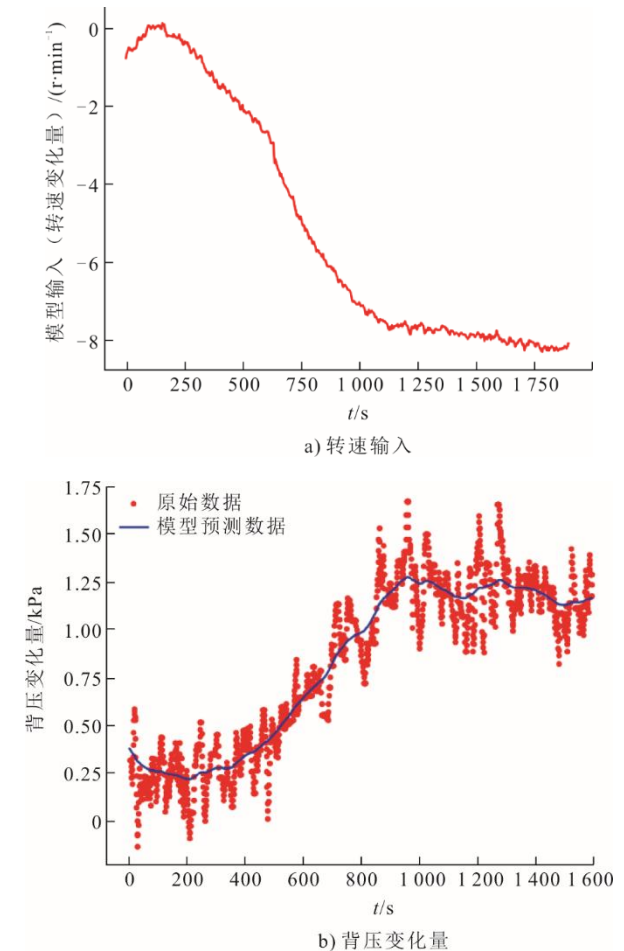 模型输入（转速变化量）/(r·min⁻¹)
0
−2
−4
−6
−8
0 250 500 750 1 000 1 250 1 500 1 750
t/s
a) 转速输入
背压变化量/kPa
1.75
1.50
1.25
1.00
0.75
0.50
0.25
0
原始数据
模型预测数据
0 200 400 600 800 1 000 1 200 1 400 1 600
t/s
b) 背压变化量